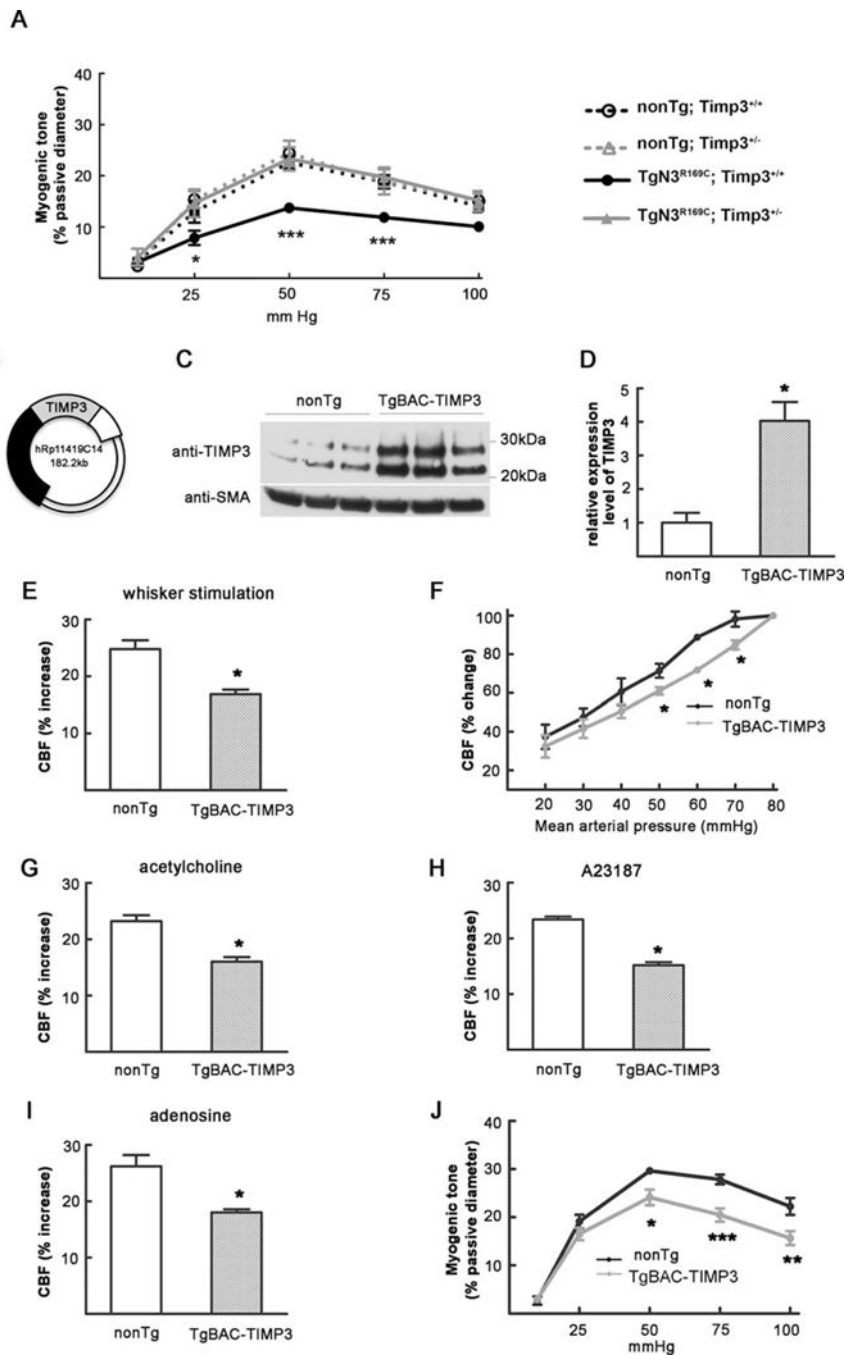 A
Myogenic tone
(% passive diameter)
40
30
20
10
*
***
***
25
50
75
100
mm Hg
nonTg; Timp3+/+
nonTg; Timp3+/-
TgN3R169C; Timp3+/+
TgN3R169C; Timp3+/-
TIMP3
hRp11419C14
182.2kb
C
nonTg
TgBAC-TIMP3
anti-TIMP3
30kDa
20kDa
anti-SMA
D
relative expression
level of TIMP3
5
4
3
2
1
*
nonTg
TgBAC-TIMP3
E
whisker stimulation
CBF (% increase)
30
20
10
*
nonTg
TgBAC-TIMP3
F
CBF (% change)
100
80
60
40
20
*
*
*
nonTg
TgBAC-TIMP3
20
30
40
50
60
70
80
Mean arterial pressure (mmHg)
G
acetylcholine
CBF (% increase)
30
20
10
*
nonTg
TgBAC-TIMP3
H
A23187
CBF (% increase)
30
20
10
*
nonTg
TgBAC-TIMP3
I
adenosine
CBF (% increase)
30
20
10
*
nonTg
TgBAC-TIMP3
J
Myogenic tone
(% passive diameter)
40
30
20
10
*
***
**
nonTg
TgBAC-TIMP3
25
50
75
100
mmHg